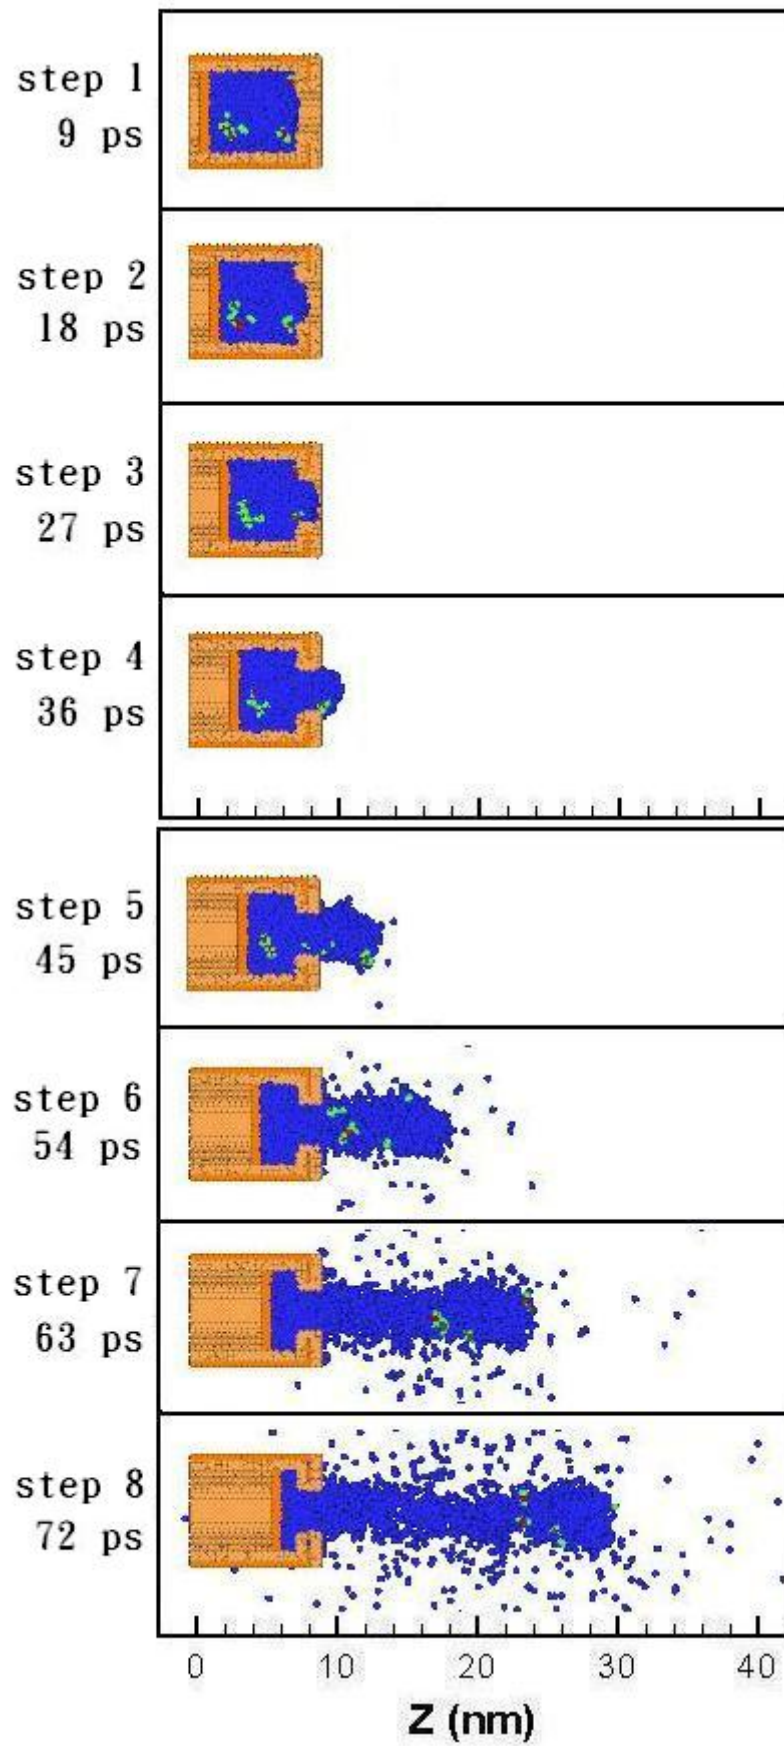 step 1
9 ps
step 2
18 ps
step 3
27 ps
step 4
36 ps
step 5
45 ps
step 6
54 ps
step 7
63 ps
step 8
72 ps
0 10 20 30 40
Z (nm)